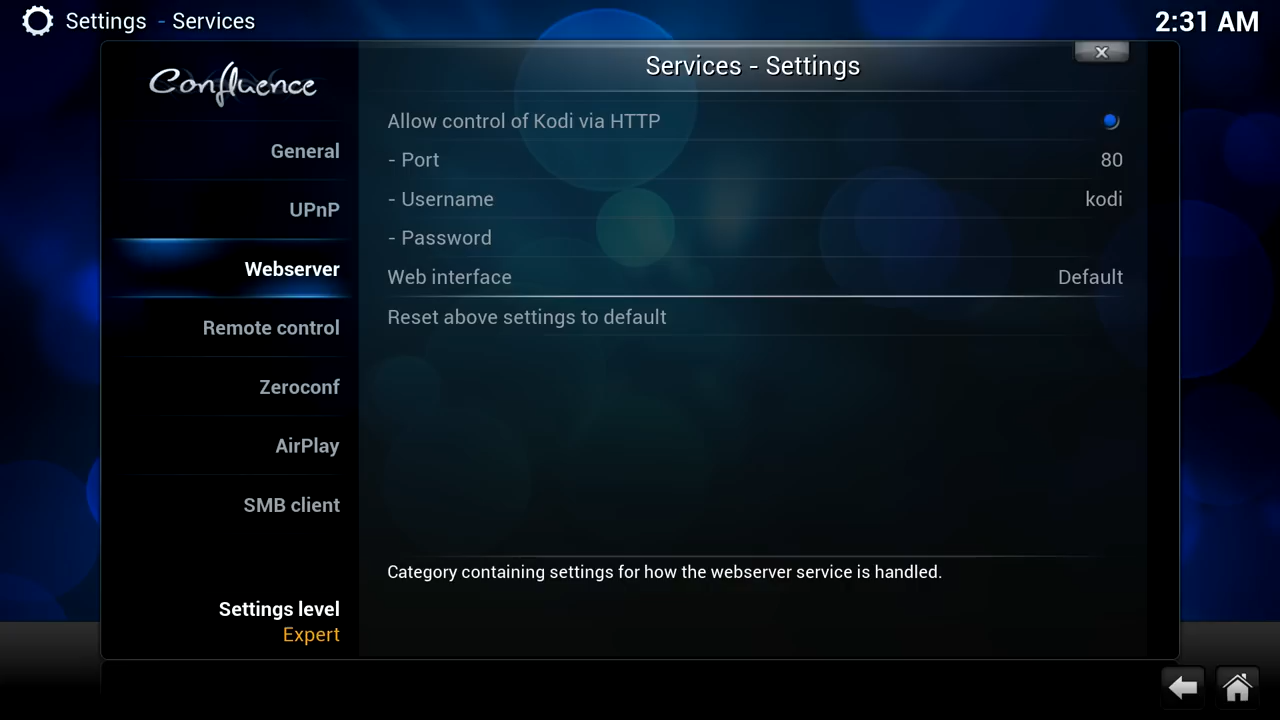 Settings - Services
2:31 AM
Confluence
Services - Settings
General
UPnP
Webserver
Remote control
Zeroconf
AirPlay
SMB client
Settings level
Expert
Allow control of Kodi via HTTP
- Port 80
- Username kodi
- Password
Web interface Default
Reset above settings to default
Category containing settings for how the webserver service is handled.